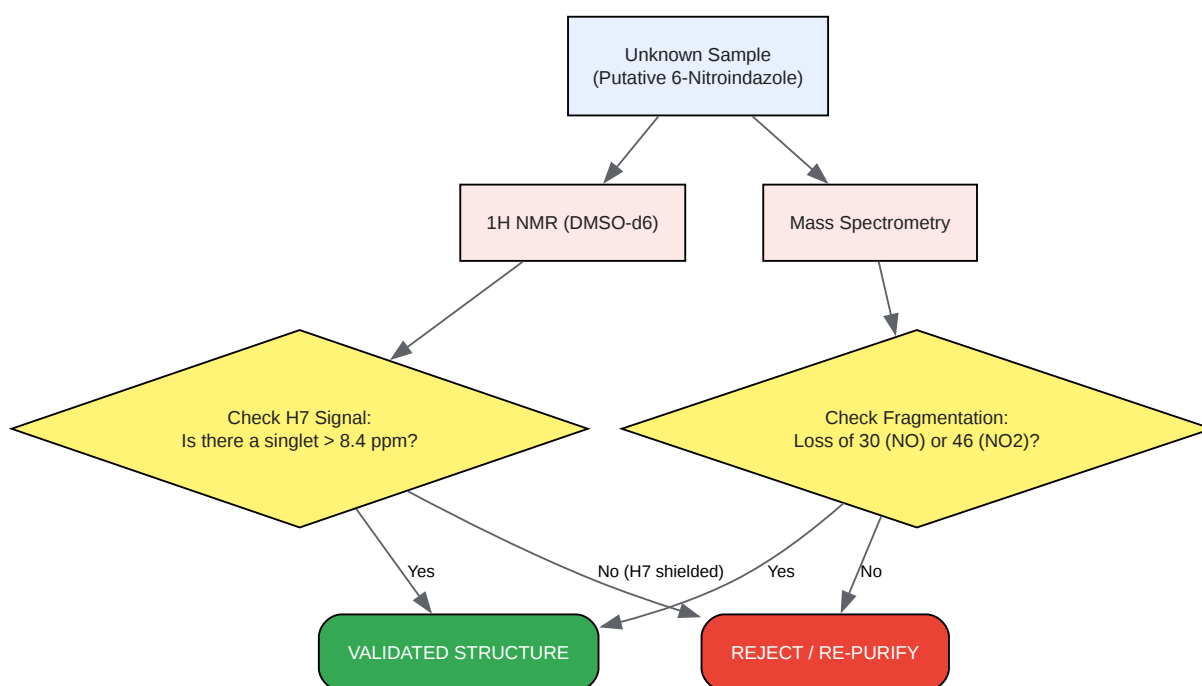 Unknown Sample
(Putative 6-Nitroindazole)
1H NMR (DMSO-d6)
Mass Spectrometry
Check H7 Signal:
Is there a singlet > 8.4 ppm?
Check Fragmentation:
Loss of 30 (NO) or 46 (NO2)?
Yes
No (H7 shielded)
Yes
No
VALIDATED STRUCTURE
REJECT / RE-PURIFY